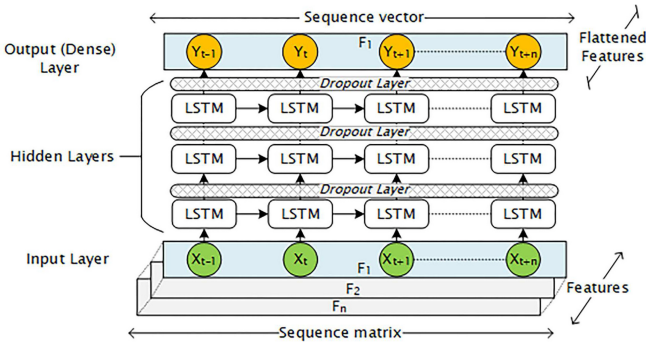 Sequence vector
Output (Dense)
Layer
F1
Yt-1 Yt Yt+1 Yt+n
Flattened
Features
Dropout Layer
LSTM LSTM LSTM LSTM
Dropout Layer
Hidden Layers
LSTM LSTM LSTM LSTM
Dropout Layer
LSTM LSTM LSTM LSTM
Input Layer
Xt-1 Xt Xt+1 Xt+n
F1
F2
Fn
Features
Sequence matrix